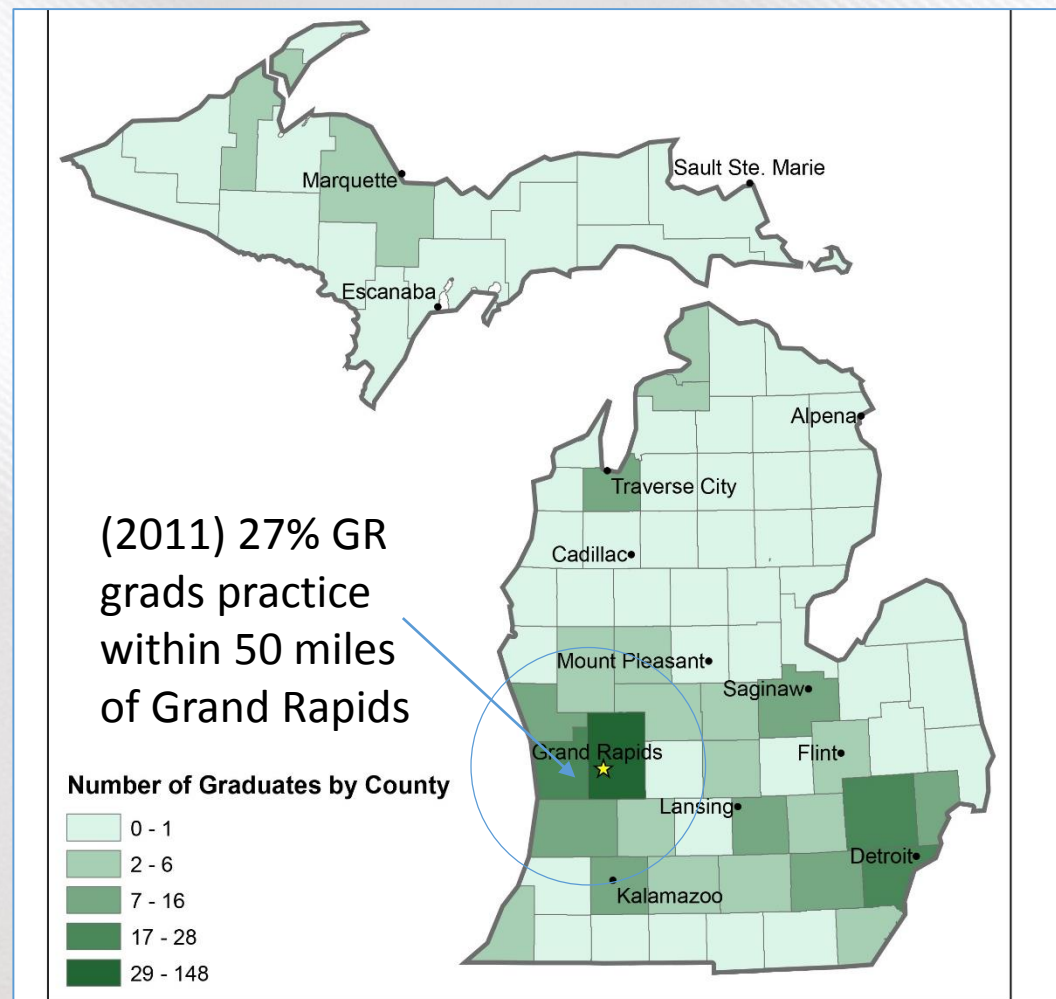 Marquette
Sault Ste. Marie
Escanaba
Alpena
Traverse City
(2011) 27% GR
grads practice
within 50 miles
of Grand Rapids
Cadillac
Mount Pleasant
Saginaw
Grand Rapids
Flint
Lansing
Detroit
Kalamazoo
Number of Graduates by County
0 - 1
2 - 6
7 - 16
17 - 28
29 - 148